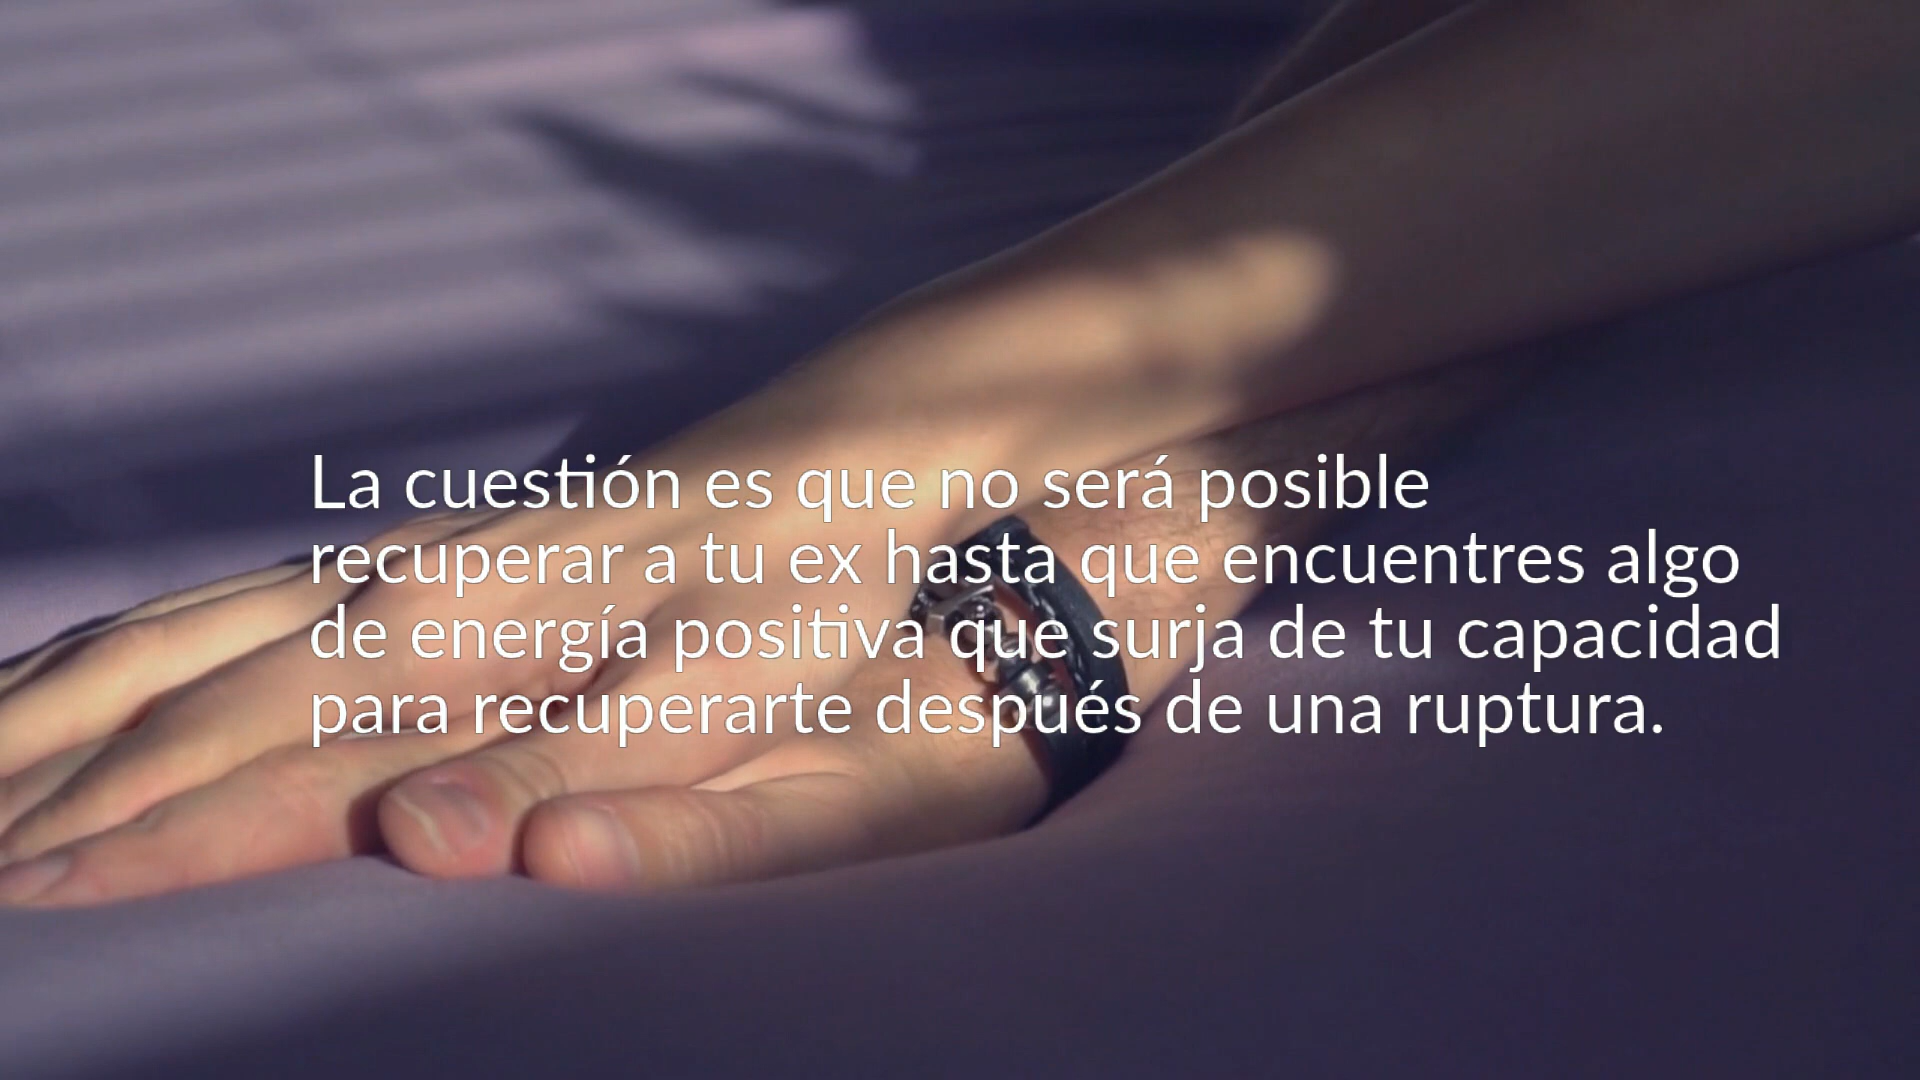 La cuestión es que no será posible
recuperar a tu ex hasta que encuentres algo
de energía positiva que surja de tu capacidad
para recuperarte después de una ruptura.